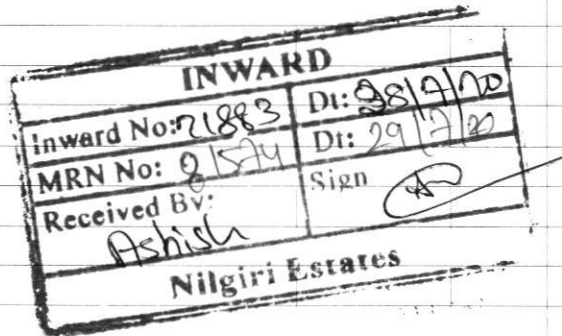 INWARD
Inward No: 21883 Dt: 28/7/20
MRN No: 81574 Dt: 29/7/20
Received By: Sign
Ashish
Nilgiri Estates